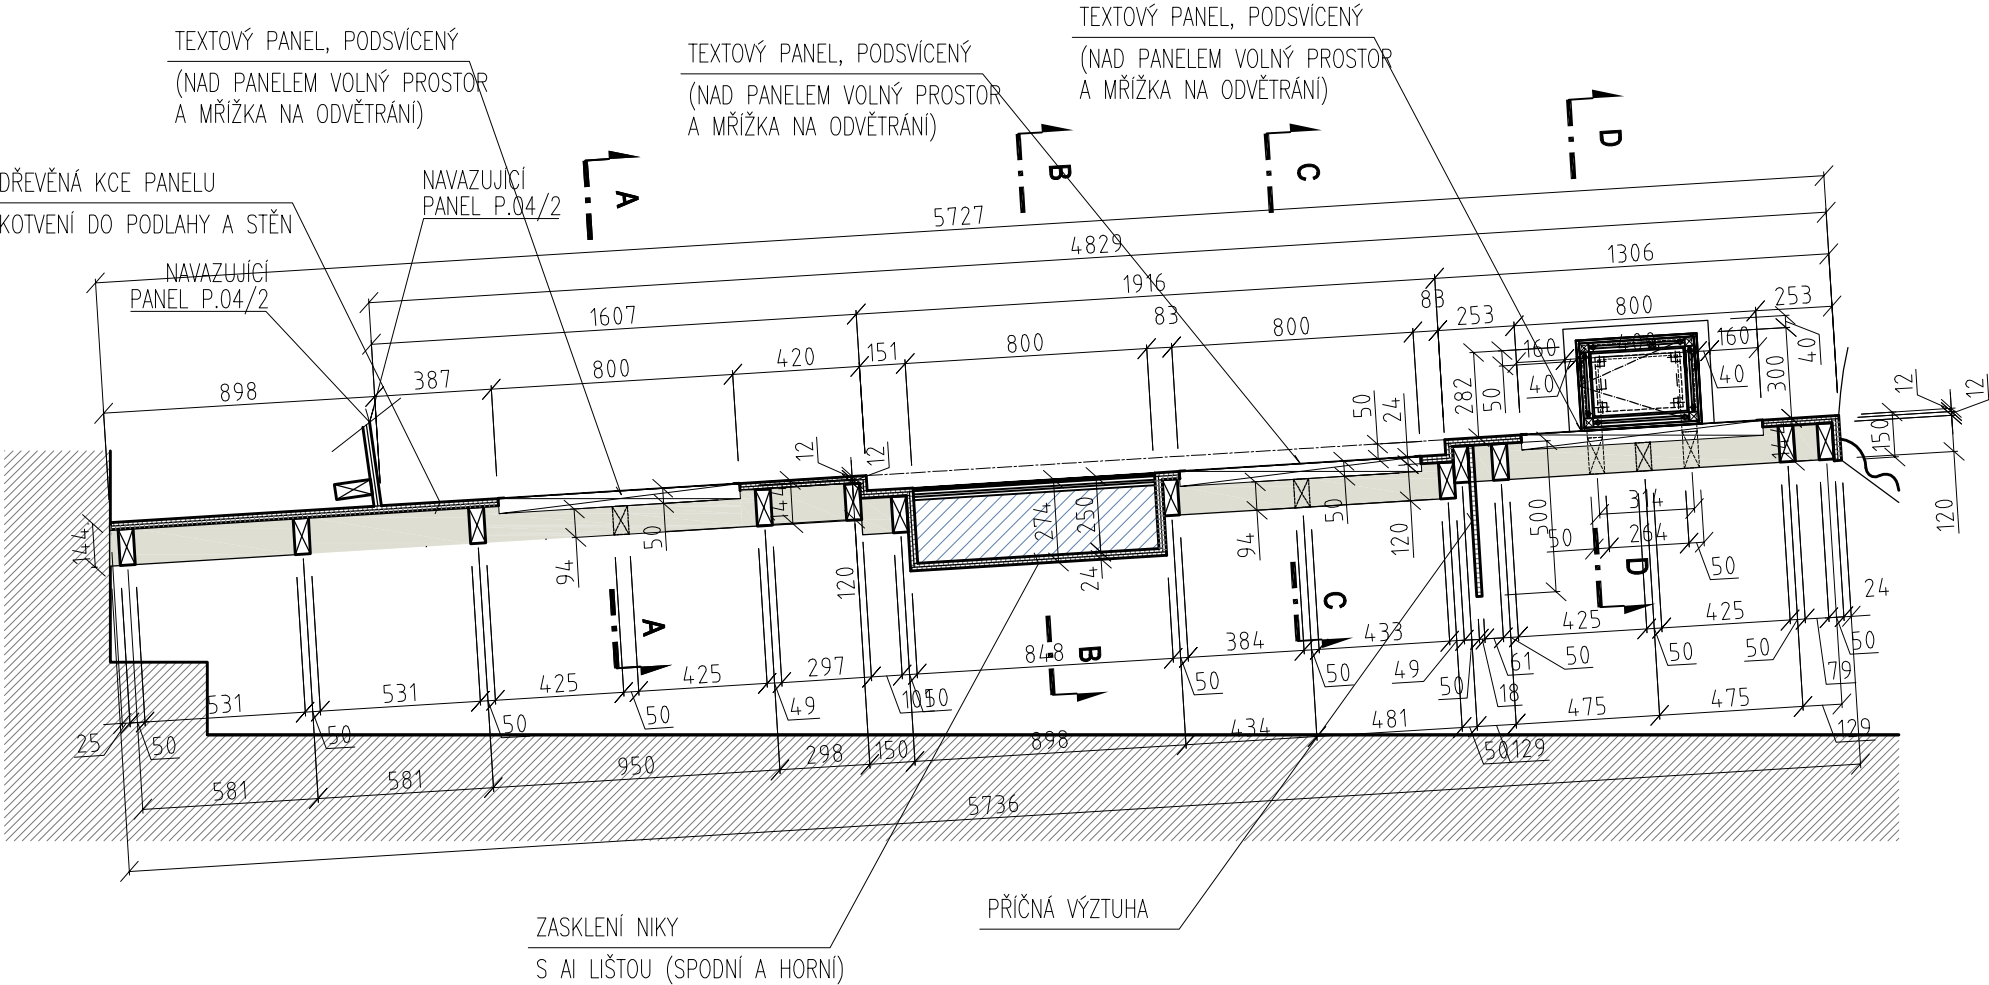 TEXTOVÝ PANEL, PODSVÍCENÝ
(NAD PANELEM VOLNÝ PROSTOR
A MŘÍŽKA NA ODVĚTRÁNÍ)
TEXTOVÝ PANEL, PODSVÍCENÝ
(NAD PANELEM VOLNÝ PROSTOR
A MŘÍŽKA NA ODVĚTRÁNÍ)
TEXTOVÝ PANEL, PODSVÍCENÝ
(NAD PANELEM VOLNÝ PROSTOR
A MŘÍŽKA NA ODVĚTRÁNÍ)
DŘEVĚNÁ KCE PANELU
KOTVENÍ DO PODLAHY A STĚN
NAVAZUJÍCÍ
PANEL P.04/2
NAVAZUJÍCÍ
PANEL P.04/2
A
B
C
D
5727
4829
1607 1916 1306
898 387 800 420 151 800 83 800 83 253 800 253
160 160
40 40 40
300
282 50
50 24
12 12
12 12
150
120
144
144
94 50
120
274 250 24
94 50
120
500
314
264
50 50
A
B
C
D
25 50 531 50 531 50 425 50 425 49 297 101 50 848 50 384 50 433 49 50 18 61 50 425 50 425 50 79 50 24
581 581 950 298 150 898 434 481 50 129 475 475 129
5736
ZASKLENÍ NIKY
S Al LIŠTOU (SPODNÍ A HORNÍ)
PŘÍČNÁ VÝZTUHA